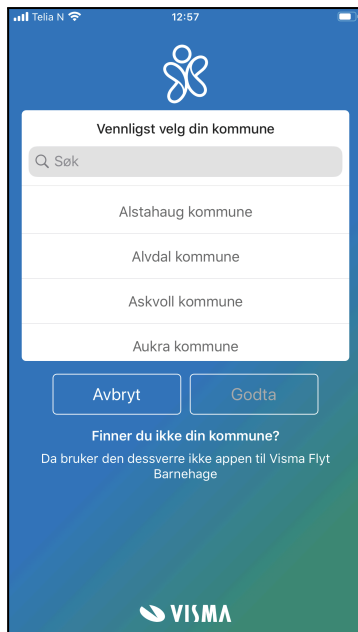 Telia N 12:57
Vennligst velg din kommune
Søk
Alstahaug kommune
Alvdal kommune
Askvoll kommune
Aukra kommune
Avbryt Godta
Finner du ikke din kommune?
Da bruker den dessverre ikke appen til Visma Flyt
Barnehage
VISMA